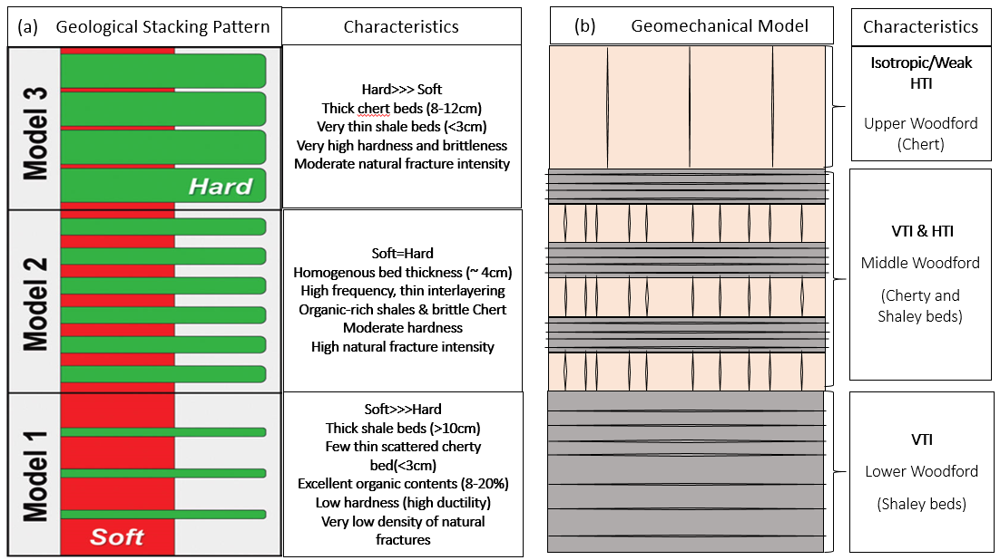 (a) Geological Stacking Pattern
Characteristics
Model 3
Hard
Hard>>> Soft
Thick chert beds (8-12cm)
Very thin shale beds (<3cm)
Very high hardness and brittleness
Moderate natural fracture intensity
Model 2
Soft=Hard
Homogenous bed thickness (~ 4cm)
High frequency, thin interlayering
Organic-rich shales & brittle Chert
Moderate hardness
High natural fracture intensity
Model 1
Soft
Soft>>>Hard
Thick shale beds (>10cm)
Few thin scattered cherty
bed(<3cm)
Excellent organic contents (8-20%)
Low hardness (high ductility)
Very low density of natural
fractures
(b) Geomechanical Model
Characteristics
Isotropic/Weak
HTI
Upper Woodford
(Chert)
VTI & HTI
Middle Woodford
(Cherty and
Shaley beds)
VTI
Lower Woodford
(Shaley beds)